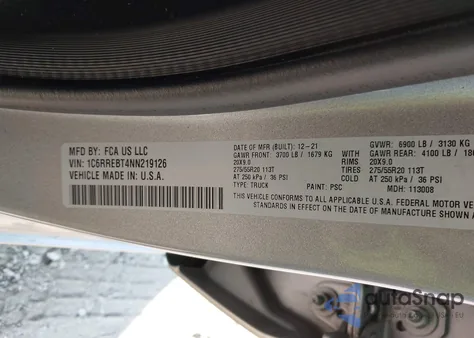 MFD BY: FCA US LLC
VIN: 1C6RREBT4NN219126
VEHICLE MADE IN: U.S.A.
DATE OF MFR (BUILT): 12-21
GAWR FRONT: 3700 LB / 1679 KG
20X9.0
275/55R20 113T
AT 250 kPa / 36 PSI
TYPE: TRUCK
PAINT: PSC
GVWR: 6900 LB / 3130 KG
W/ GAWR REAR: 4100 LB /
RIMS 20X9.0
TIRES 275/55R20 113T
COLD AT 250 kPa / 36 PSI
MDH: 113008
THIS VEHICLE CONFORMS TO ALL APPLICABLE U.S.A. FEDERAL MOTOR
STANDARDS IN EFFECT ON THE DATE OF MANUFACTURE SHOWN
autoSnap